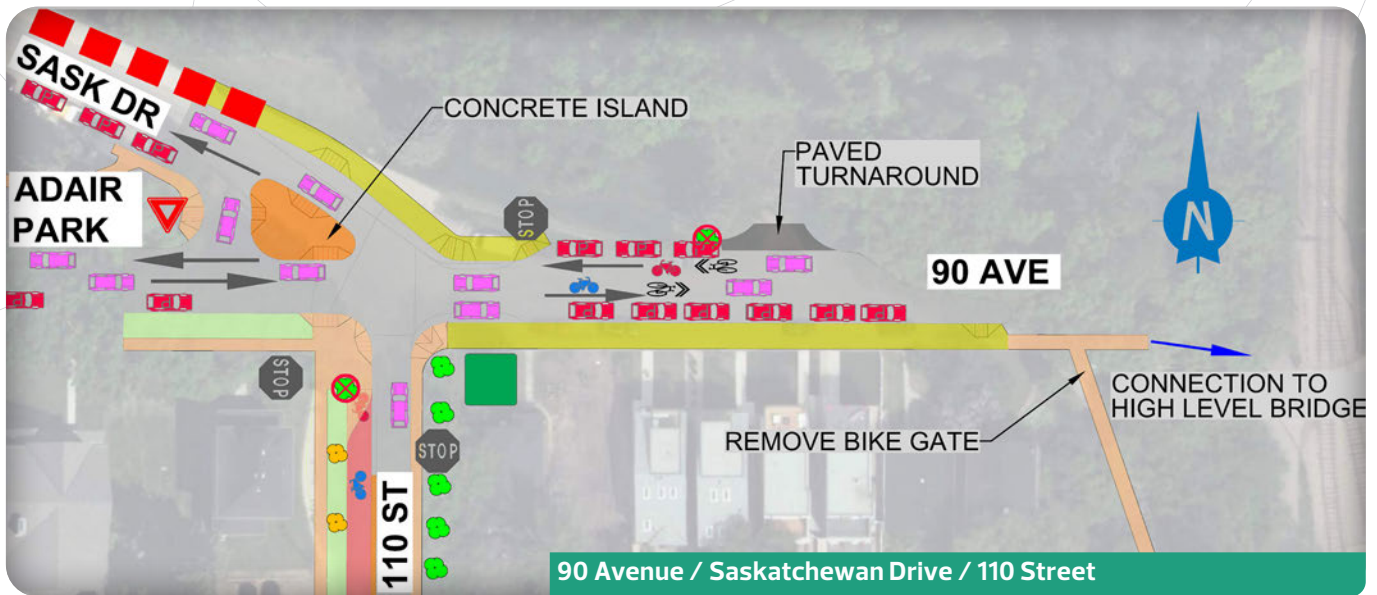 SASK DR
CONCRETE ISLAND
PAVED
TURNAROUND
ADAIR
PARK
STOP
N
90 AVE
STOP
CONNECTION TO
HIGH LEVEL BRIDGE
REMOVE BIKE GATE
STOP
110 ST
90 Avenue / Saskatchewan Drive / 110 Street